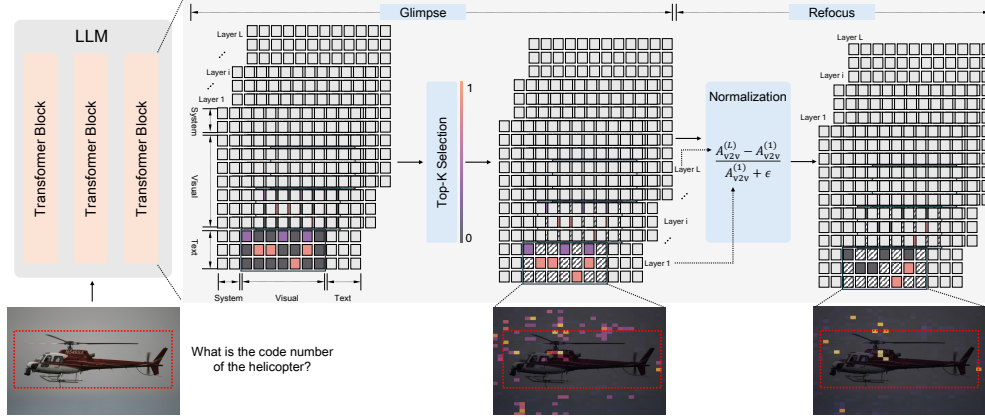 Glimpse
Refocus
LLM
Transformer Block
Transformer Block
Transformer Block
Layer L
Layer i
Layer 1
System
Visual
Text
System
Visual
Text
Top-K Selection
1
0
Layer L
Layer i
Layer 1
Normalization
A_{v2v}^{(L)} − A_{v2v}^{(1)}
A_{v2v}^{(1)} + ϵ
Layer L
Layer i
Layer 1
What is the code number
of the helicopter?